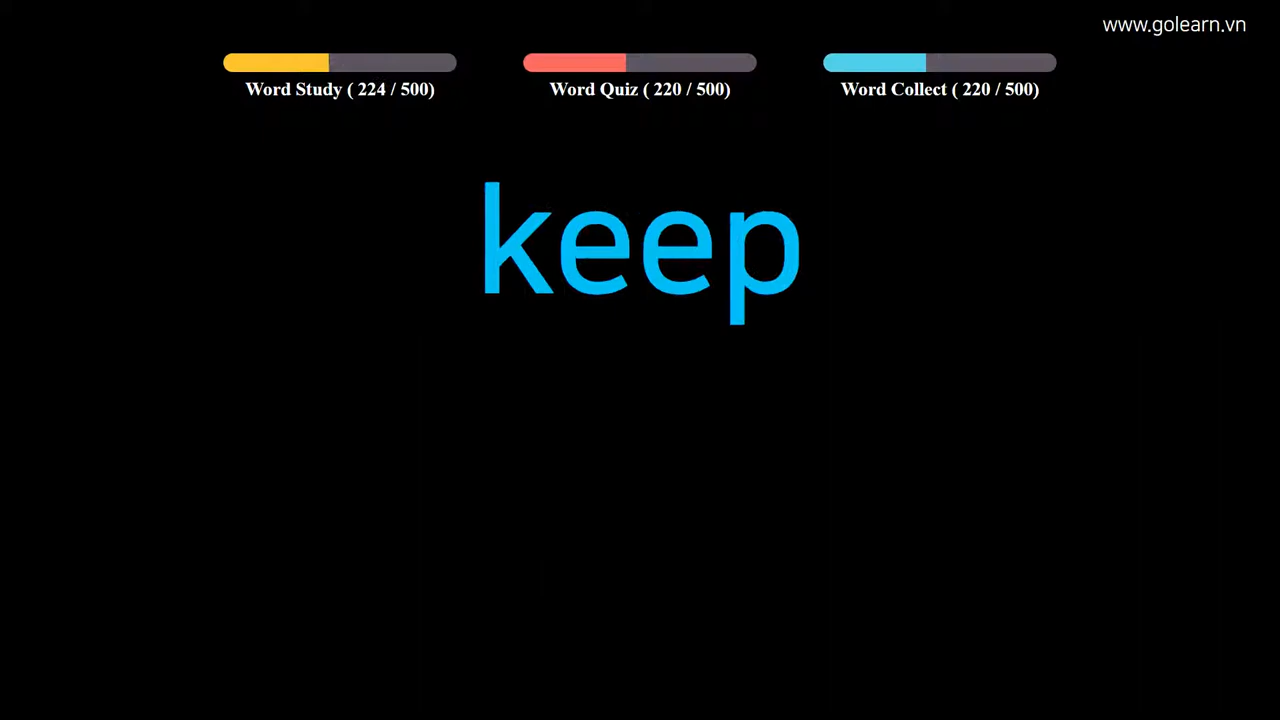 www.golearn.vn
Word Study ( 224 / 500)
Word Quiz ( 220 / 500)
Word Collect ( 220 / 500)
keep